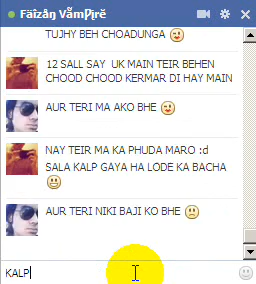 Fäïzåņ Vẫmƿįrě
TUJHY BEH CHOADUNGA
12 SALL SAY UK MAIN TEIR BEHEN
CHOOD CHOOD KERMAR DI HAY MAIN
AUR TERI MA AKO BHE
NAY TEIR MA KA PHUDA MARO :d
SALA KALP GAYA HA LODE KA BACHA
AUR TERI NIKI BAJI KO BHE
KALP